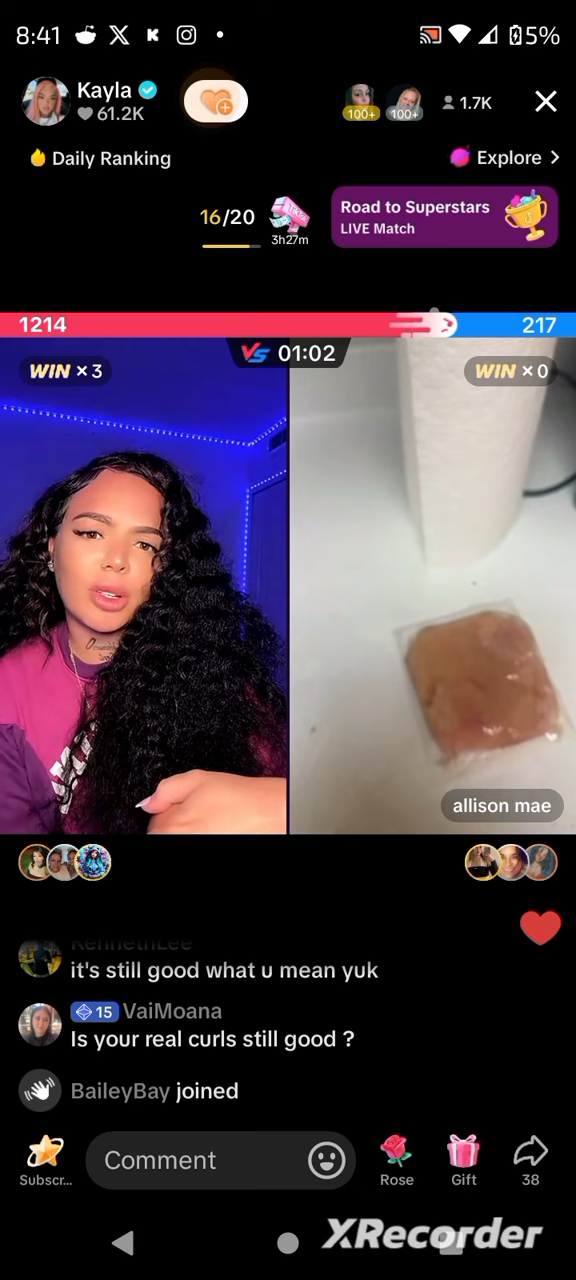 8:41
5%
Kayla
61.2K
100+
100+
1.7K
Daily Ranking
Explore >
16/20
3h27m
Road to Superstars
LIVE Match
1214
217
VS 01:02
WIN ×3
WIN ×0
allison mae
KennethLee
it's still good what u mean yuk
15 VaiMoana
Is your real curls still good ?
BaileyBay joined
Subscr...
Comment
Rose
Gift
38
XRecorder